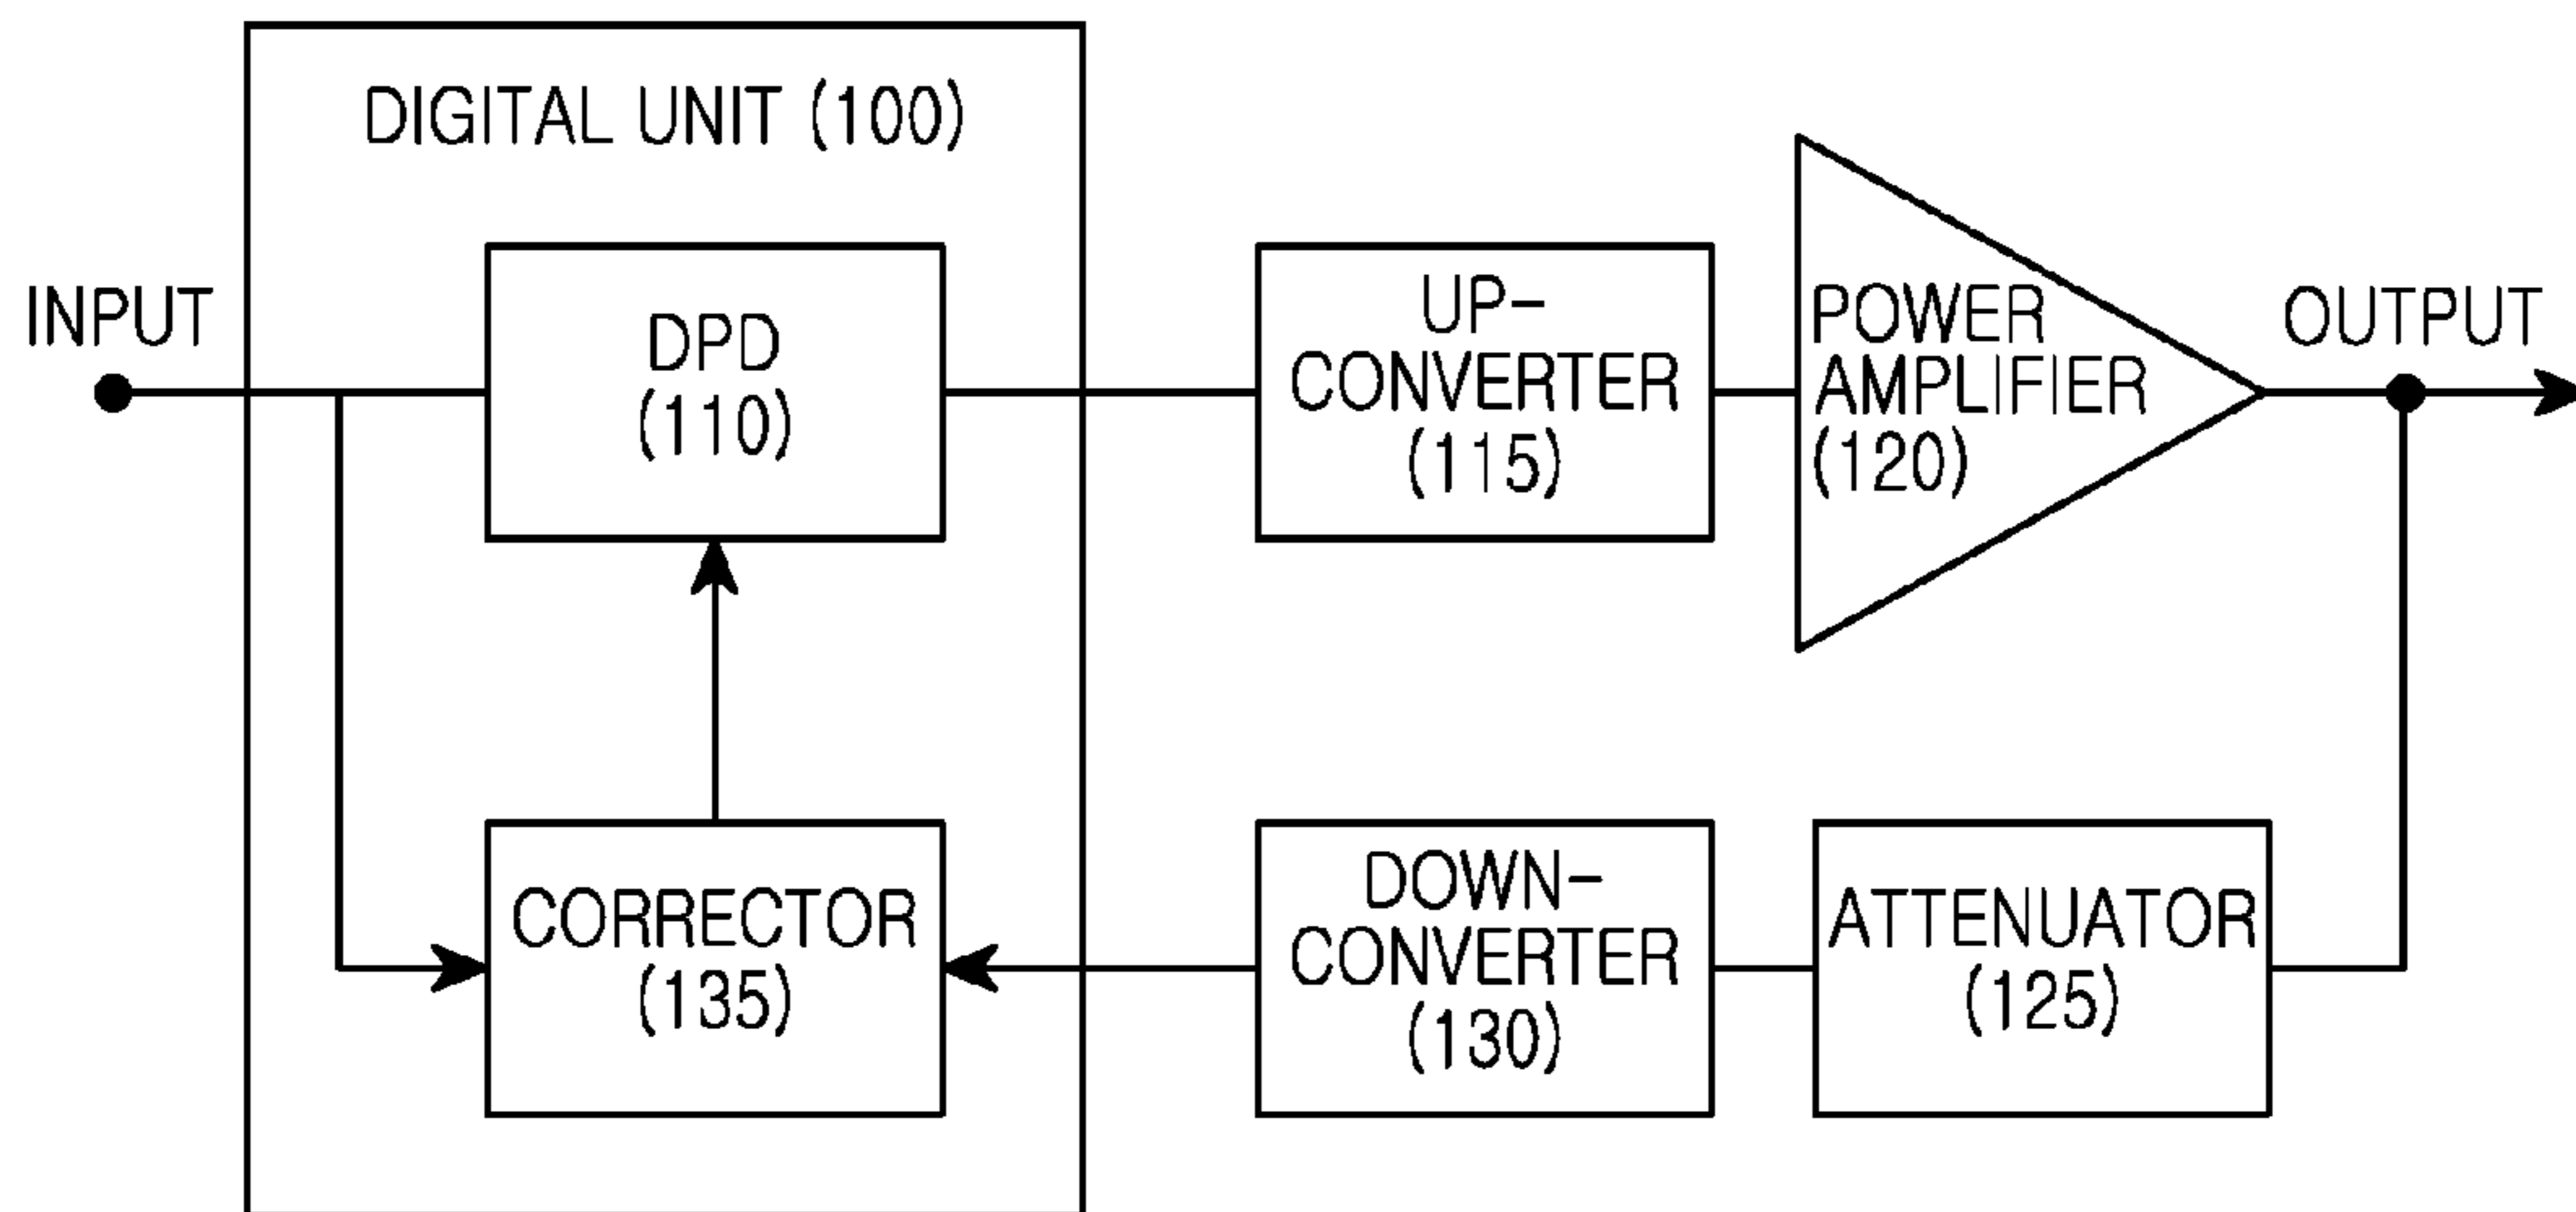 DIGITAL UNIT (100)
INPUT
DPD
(110)
UP-
CONVERTER
(115)
POWER
AMPLIFIER
(120)
OUTPUT
CORRECTOR
(135)
DOWN-
CONVERTER
(130)
ATTENUATOR
(125)